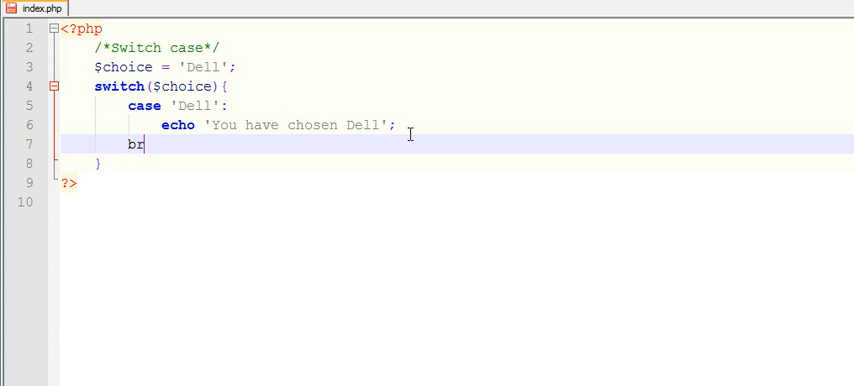 index.php
1 <?php
2 /*Switch case*/
3 $choice = 'Dell';
4 switch($choice){
5 case 'Dell':
6 echo 'You have chosen Dell';
7 br
8 }
9 ?>
10